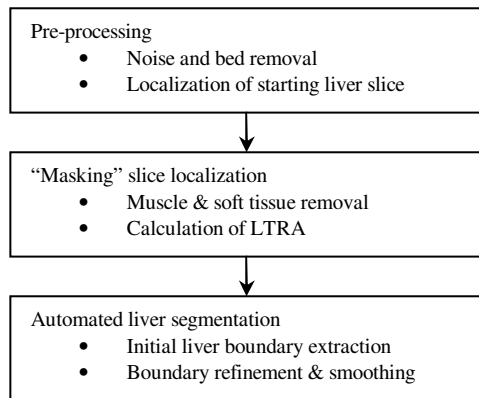 Pre-processing
• Noise and bed removal
• Localization of starting liver slice
“Masking” slice localization
• Muscle & soft tissue removal
• Calculation of LTRA
Automated liver segmentation
• Initial liver boundary extraction
• Boundary refinement & smoothing